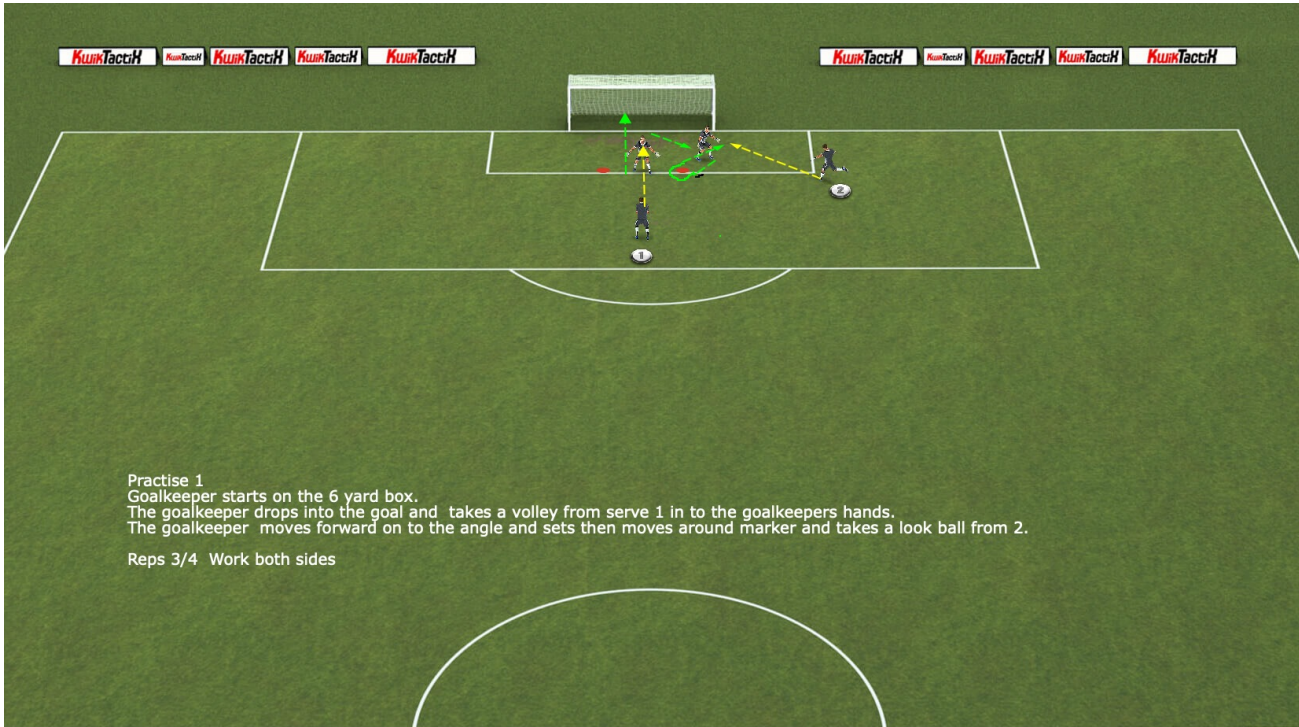 KwikTactiX KwikTactiX KwikTactiX KwikTactiX KwikTactiX KwikTactiX KwikTactiX KwikTactiX KwikTactiX KwikTactiX
2
1
Practise 1
Goalkeeper starts on the 6 yard box.
The goalkeeper drops into the goal and  takes a volley from serve 1 in to the goalkeepers hands.
The goalkeeper  moves forward on to the angle and sets then moves around marker and takes a look ball from 2.
Reps 3/4  Work both sides